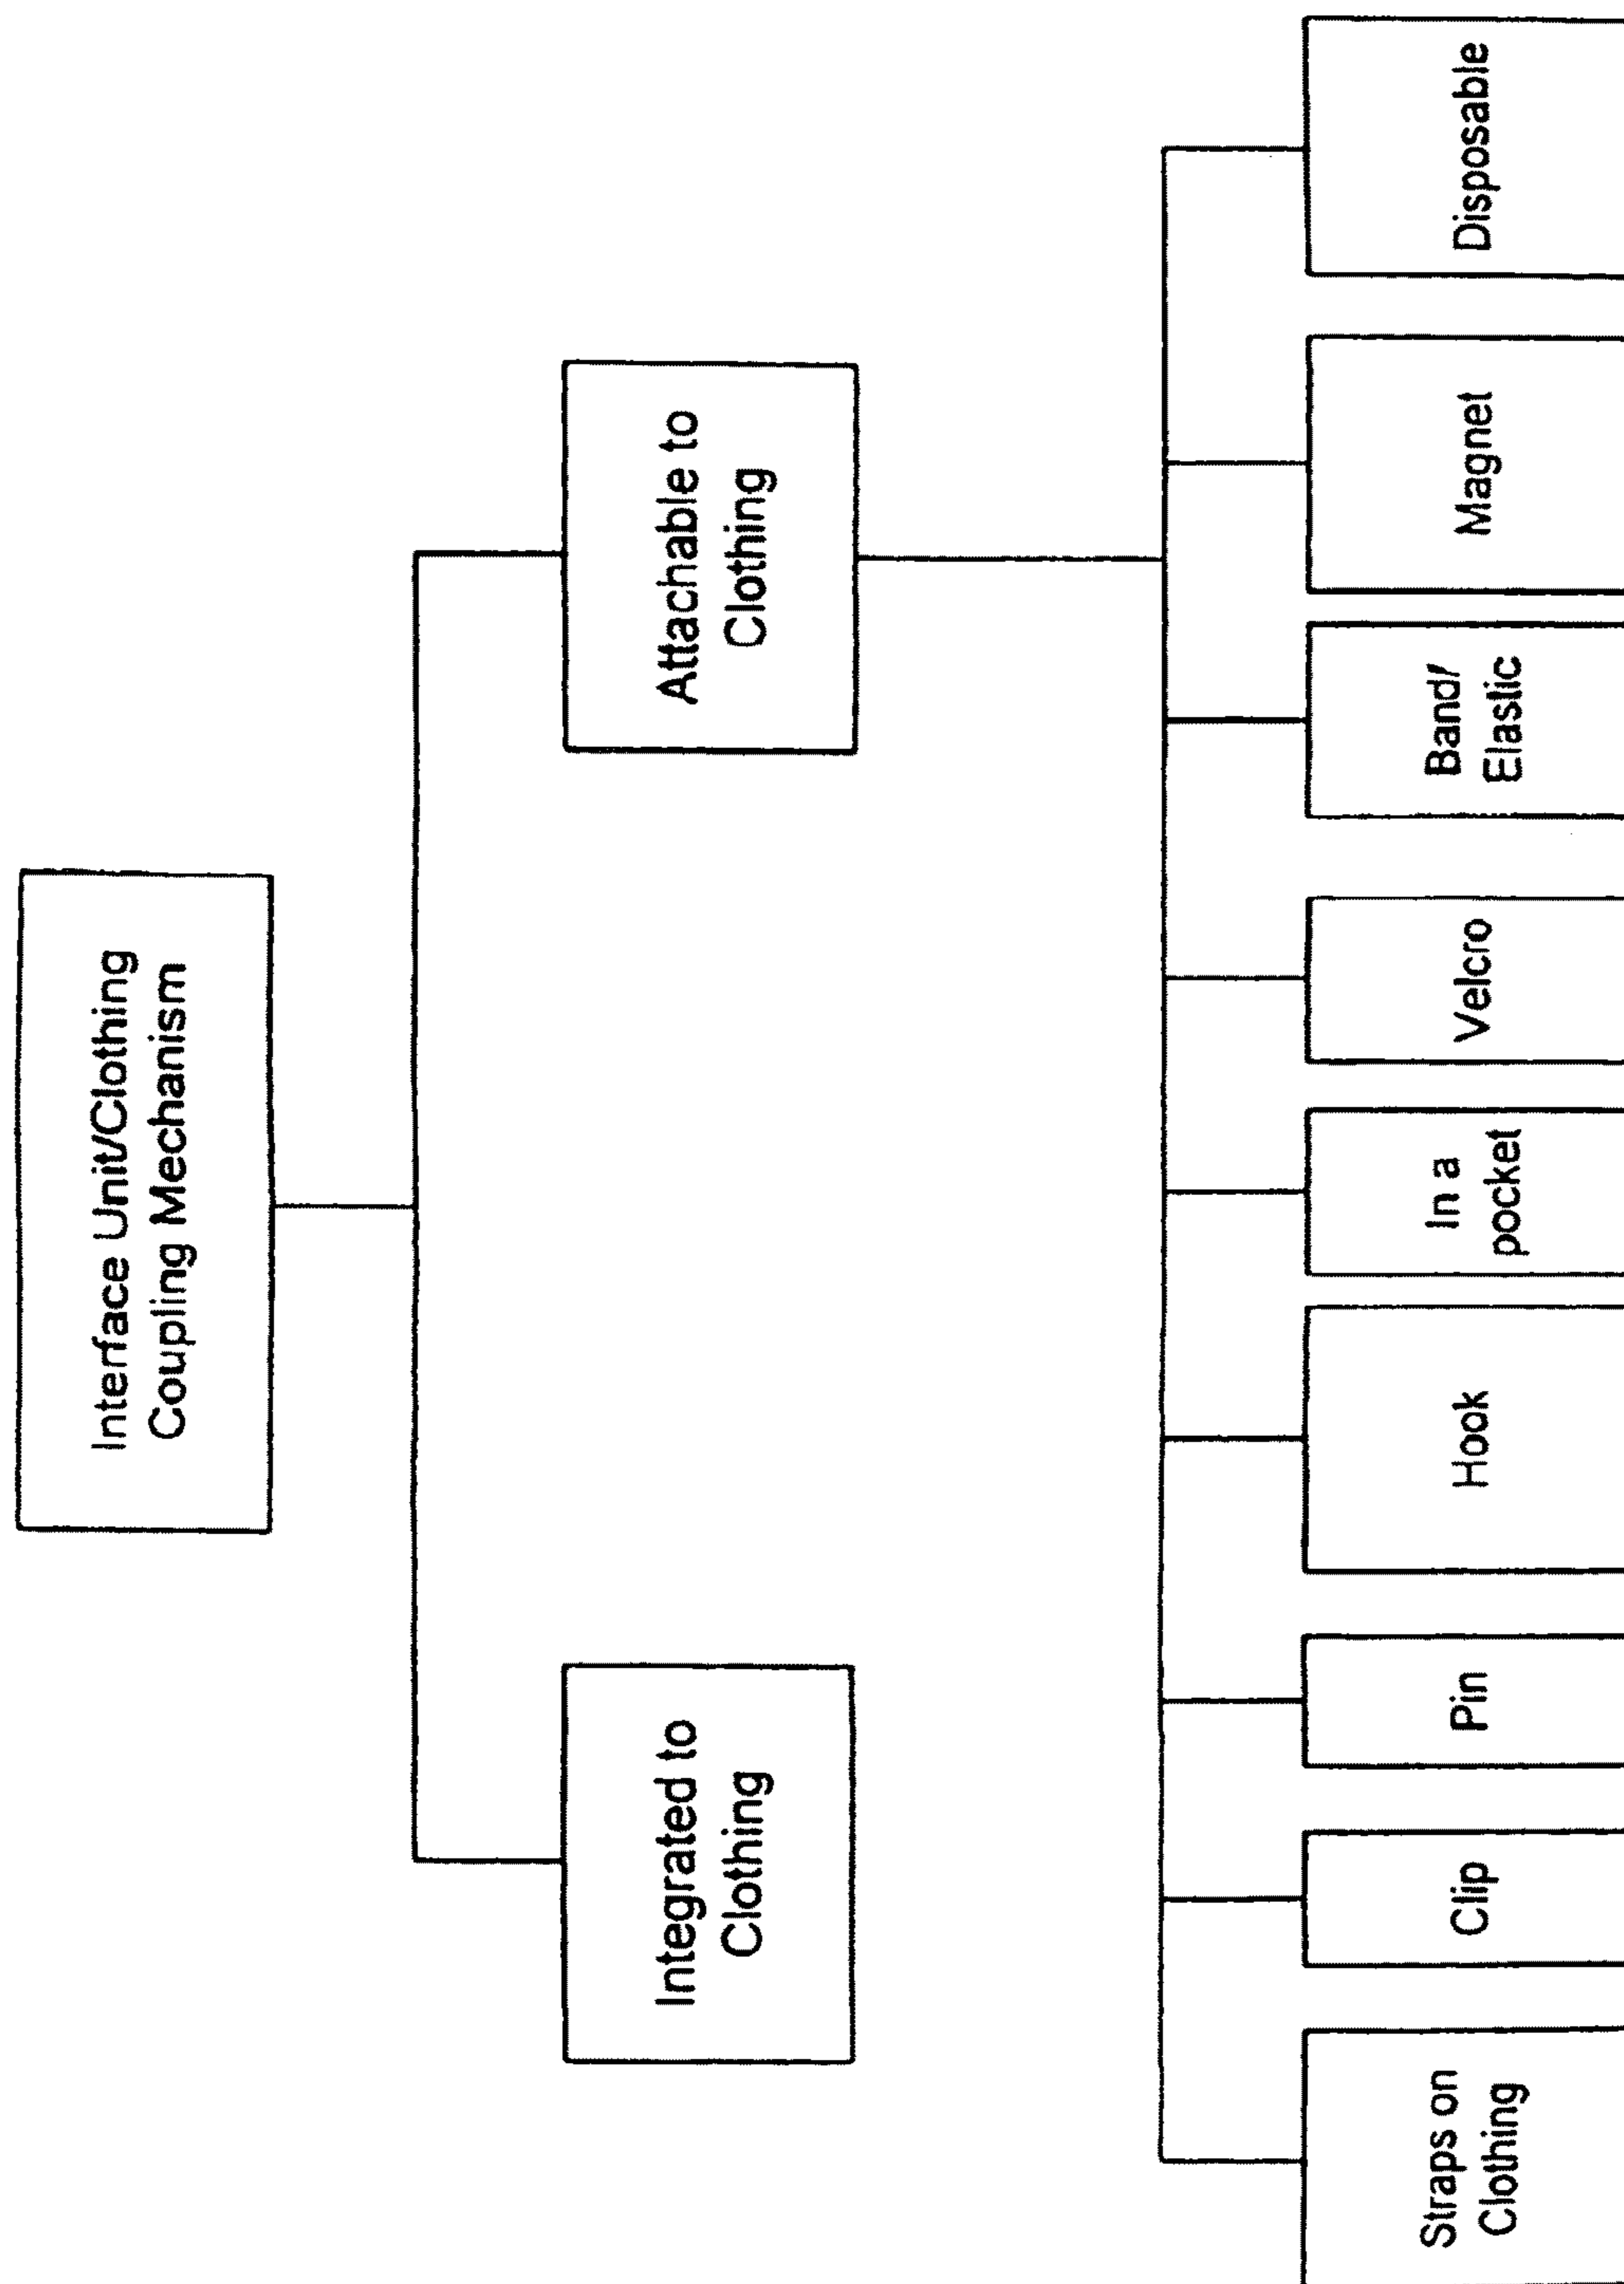 Interface Unit/Clothing
Coupling Mechanism
Integrated to
Clothing
Attachable to
Clothing
Straps on
Clothing
Clip
Pin
Hook
In a
pocket
Velcro
Band/
Elastic
Magnet
Disposable